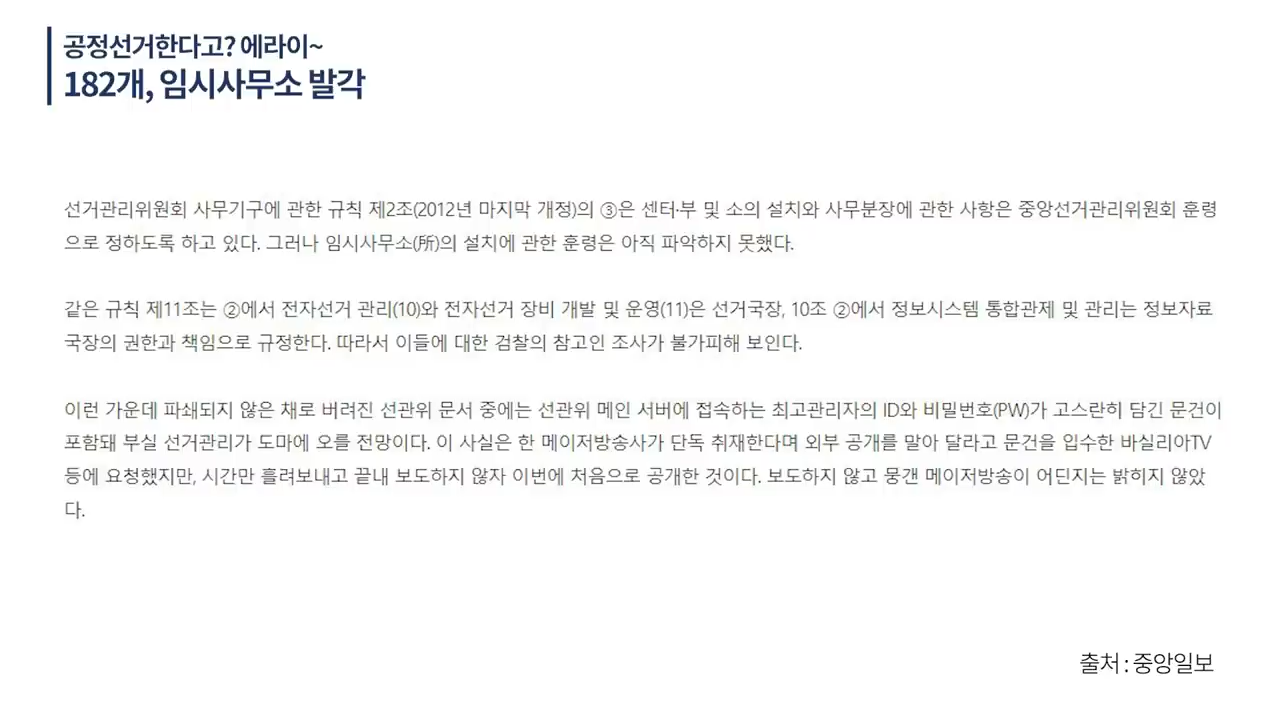 공정선거한다고? 에라이~
182개, 임시사무소 발각
선거관리위원회 사무기구에 관한 규칙 제2조(2012년 마지막 개정)의 ③은 센터·부 및 소의 설치와 사무분장에 관한 사항은 중앙선거관리위원회 훈령
으로 정하도록 하고 있다. 그러나 임시사무소(所)의 설치에 관한 훈령은 아직 파악하지 못했다.
같은 규칙 제11조는 ②에서 전자선거 관리(10)와 전자선거 장비 개발 및 운영(11)은 선거국장, 10조 ②에서 정보시스템 통합관제 및 관리는 정보자료
국장의 권한과 책임으로 규정한다. 따라서 이들에 대한 검찰의 참고인 조사가 불가피해 보인다.
이런 가운데 파쇄되지 않은 채로 버려진 선관위 문서 중에는 선관위 메인 서버에 접속하는 최고관리자의 ID와 비밀번호(PW)가 고스란히 담긴 문건이
포함돼 부실 선거관리가 도마에 오를 전망이다. 이 사실은 한 메이저방송사가 단독 취재한다며 외부 공개를 말아 달라고 문건을 입수한 바실리아TV
등에 요청했지만, 시간만 흘려보내고 끝내 보도하지 않자 이번에 처음으로 공개한 것이다. 보도하지 않고 뭉갠 메이저방송이 어딘지는 밝히지 않았
다.
출처 : 중앙일보